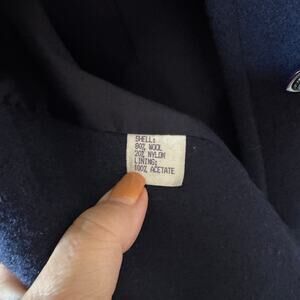 SHELL:
80% WOOL
20% NYLON
LINING:
100% ACETATE